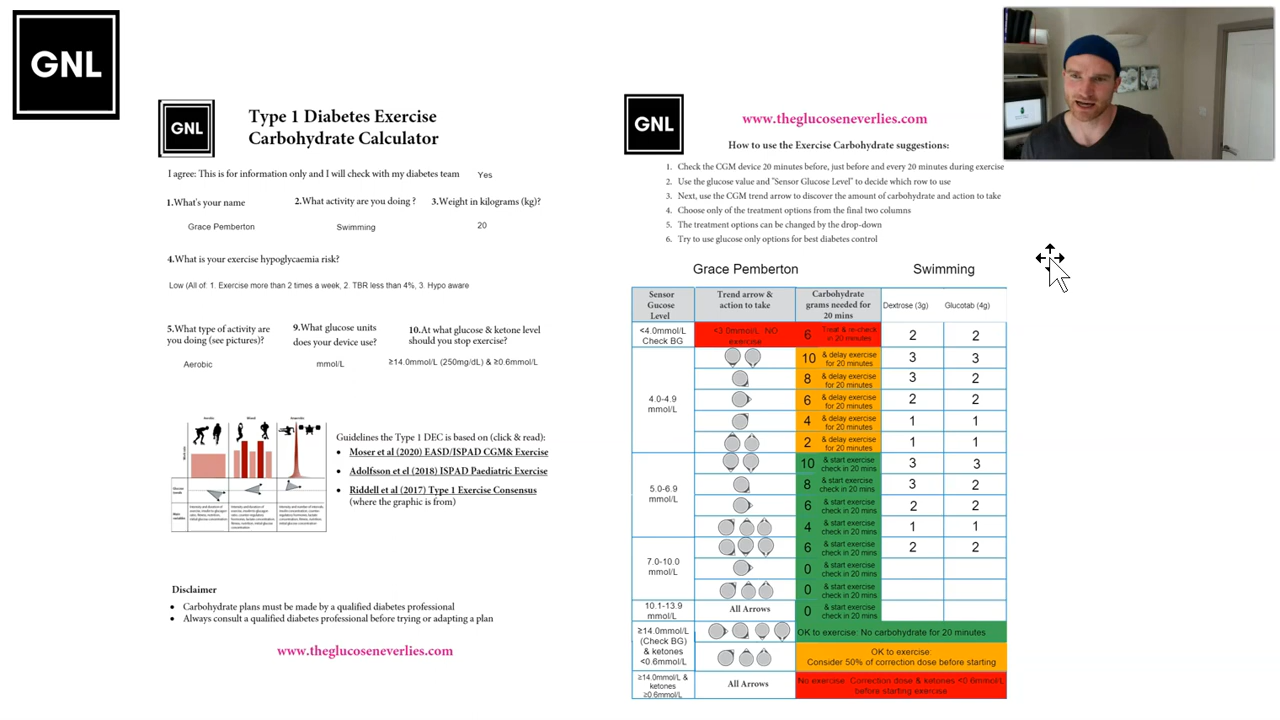 GNL
GNL
Type 1 Diabetes Exercise
Carbohydrate Calculator
I agree: This is for information only and I will check with my diabetes team Yes
1.What's your name
2.What activity are you doing ?
3.Weight in kilograms (kg)?
Grace Pemberton
Swimming
20
4.What is your exercise hypoglycaemia risk?
Low (All of: 1. Exercise more than 2 times a week, 2. TBR less than 4%, 3. Hypo aware
5.What type of activity are
you doing (see pictures)?
9.What glucose units
does your device use?
10.At what glucose & ketone level
should you stop exercise?
Aerobic
mmol/L
≥14.0mmol/L (250mg/dL) & ≥0.6mmol/L
Guidelines the Type 1 DEC is based on (click & read):
• Moser et al (2020) EASD/ISPAD CGM& Exercise
• Adolfsson et el (2018) ISPAD Paediatric Exercise
• Riddell et al (2017) Type 1 Exercise Consensus
(where the graphic is from)
Disclaimer
• Carbohydrate plans must be made by a qualified diabetes professional
• Always consult a qualified diabetes professional before trying or adapting a plan
www.theglucoseneverlies.com
GNL
www.theglucoseneverlies.com
How to use the Exercise Carbohydrate suggestions:
1. Check the CGM device 20 minutes before, just before and every 20 minutes during exercise
2. Use the glucose value and "Sensor Glucose Level" to decide which row to use
3. Next, use the CGM trend arrow to discover the amount of carbohydrate and action to take
4. Choose only of the treatment options from the final two columns
5. The treatment options can be changed by the drop-down
6. Try to use glucose only options for best diabetes control
Grace Pemberton
Swimming
Sensor
Glucose
Level
Trend arrow &
action to take
Carbohydrate
grams needed for
20 mins
Dextrose (3g)
Glucotab (4g)
<4.0mmol/L
Check BG
<3.0mmol/L NO
exercise
6 Treat & re-check
in 20 minutes
2 2
4.0-4.9
mmol/L
10 & delay exercise
for 20 minutes
3 3
8 & delay exercise
for 20 minutes
3 2
6 & delay exercise
for 20 minutes
2 2
4 & delay exercise
for 20 minutes
1 1
2 & delay exercise
for 20 minutes
1 1
5.0-6.9
mmol/L
10 & start exercise
check in 20 mins
3 3
8 & start exercise
check in 20 mins
3 2
6 & start exercise
check in 20 mins
2 2
4 & start exercise
check in 20 mins
1 1
7.0-10.0
mmol/L
6 & start exercise
check in 20 mins
2 2
0 & start exercise
check in 20 mins
0 & start exercise
check in 20 mins
10.1-13.9
mmol/L
All Arrows
0 & start exercise
check in 20 mins
≥14.0mmol/L
(Check BG)
& ketones
<0.6mmol/L
OK to exercise: No carbohydrate for 20 minutes
OK to exercise:
Consider 50% of correction dose before starting
≥14.0mmol/L &
ketones
≥0.6mmol/L
All Arrows
No exercise: Correction dose & ketones <0.6mmol/L
before starting exercise